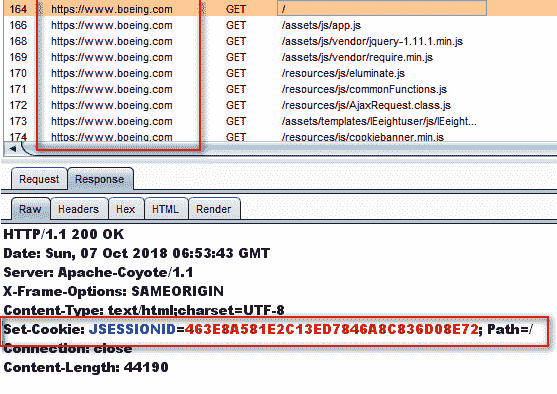 164 https://www.boeing.com GET /
166 https://www.boeing.com GET /assets/js/app.js
168 https://www.boeing.com GET /assets/js/vendor/jquery-1.11.1.min.js
169 https://www.boeing.com GET /assets/js/vendor/require.min.js
170 https://www.boeing.com GET /resources/js/eluminate.js
171 https://www.boeing.com GET /resources/js/commonFunctions.js
172 https://www.boeing.com GET /resources/js/AjaxRequest.class.js
173 https://www.boeing.com GET /assets/templates/IEeightuser/js/IEeight...
174 https://www.boeing.com GET /resources/js/cookiebanner.min.js
Request Response
Raw Headers Hex HTML Render
HTTP/1.1 200 OK
Date: Sun, 07 Oct 2018 06:53:43 GMT
Server: Apache-Coyote/1.1
X-Frame-Options: SAMEORIGIN
Content-Type: text/html;charset=UTF-8
Set-Cookie: JSESSIONID=463E8A581E2C13ED7846A8C836D08E72; Path=/
Connection: close
Content-Length: 44190